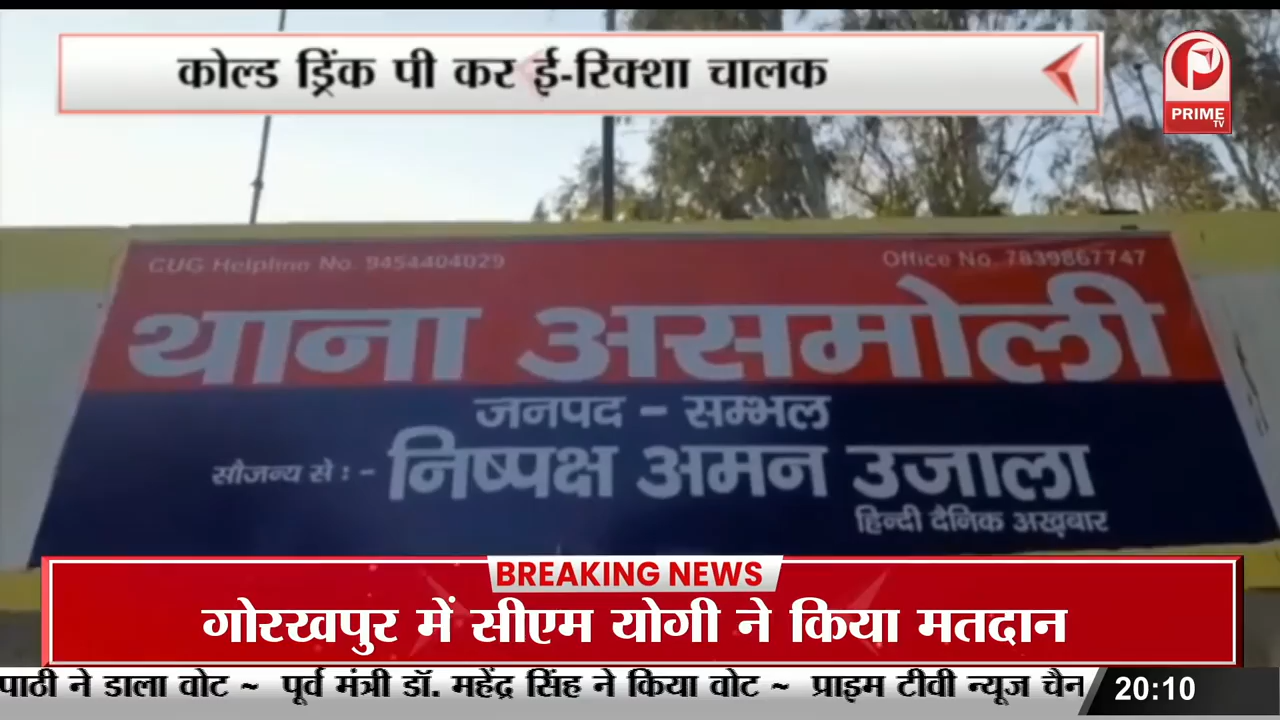 कोल्ड ड्रिंक पी कर ई-रिक्शा चालक
PRIME
TV
CUG Helpline No. 9454404029
Office No. 7839867747
थाना असमोली
जनपद - सम्भल
सौजन्य से : - निष्पक्ष अमन उजाला
हिन्दी दैनिक अख़बार
BREAKING NEWS
गोरखपुर में सीएम योगी ने किया मतदान
पाठी ने डाला वोट ~ पूर्व मंत्री डॉ. महेंद्र सिंह ने किया वोट ~ प्राइम टीवी न्यूज चैन
20:10